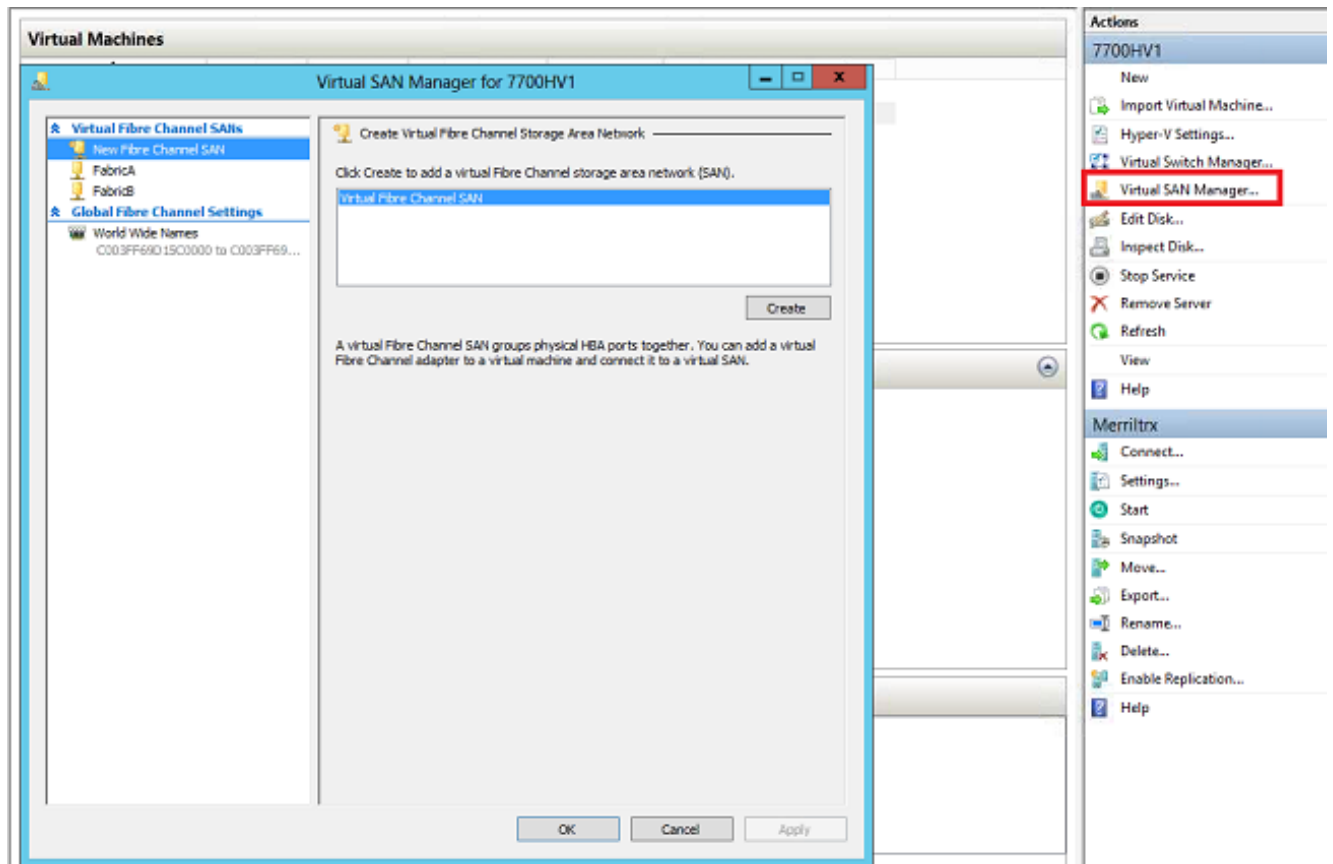 Virtual Machines
Virtual SAN Manager for 7700HV1
Virtual Fibre Channel SANs
New Fibre Channel SAN
FabricA
FabricB
Global Fibre Channel Settings
World Wide Names
C003FF69D15C0000 to C003FF69...
Create Virtual Fibre Channel Storage Area Network
Click Create to add a virtual Fibre Channel storage area network (SAN).
Virtual Fibre Channel SAN
Create
A virtual Fibre Channel SAN groups physical HBA ports together. You can add a virtual
Fibre Channel adapter to a virtual machine and connect it to a virtual SAN.
OK
Cancel
Apply
Actions
7700HV1
New
Import Virtual Machine...
Hyper-V Settings...
Virtual Switch Manager...
Virtual SAN Manager...
Edit Disk...
Inspect Disk...
Stop Service
Remove Server
Refresh
View
Help
Merriltrx
Connect...
Settings...
Start
Snapshot
Move...
Export...
Rename...
Delete...
Enable Replication...
Help